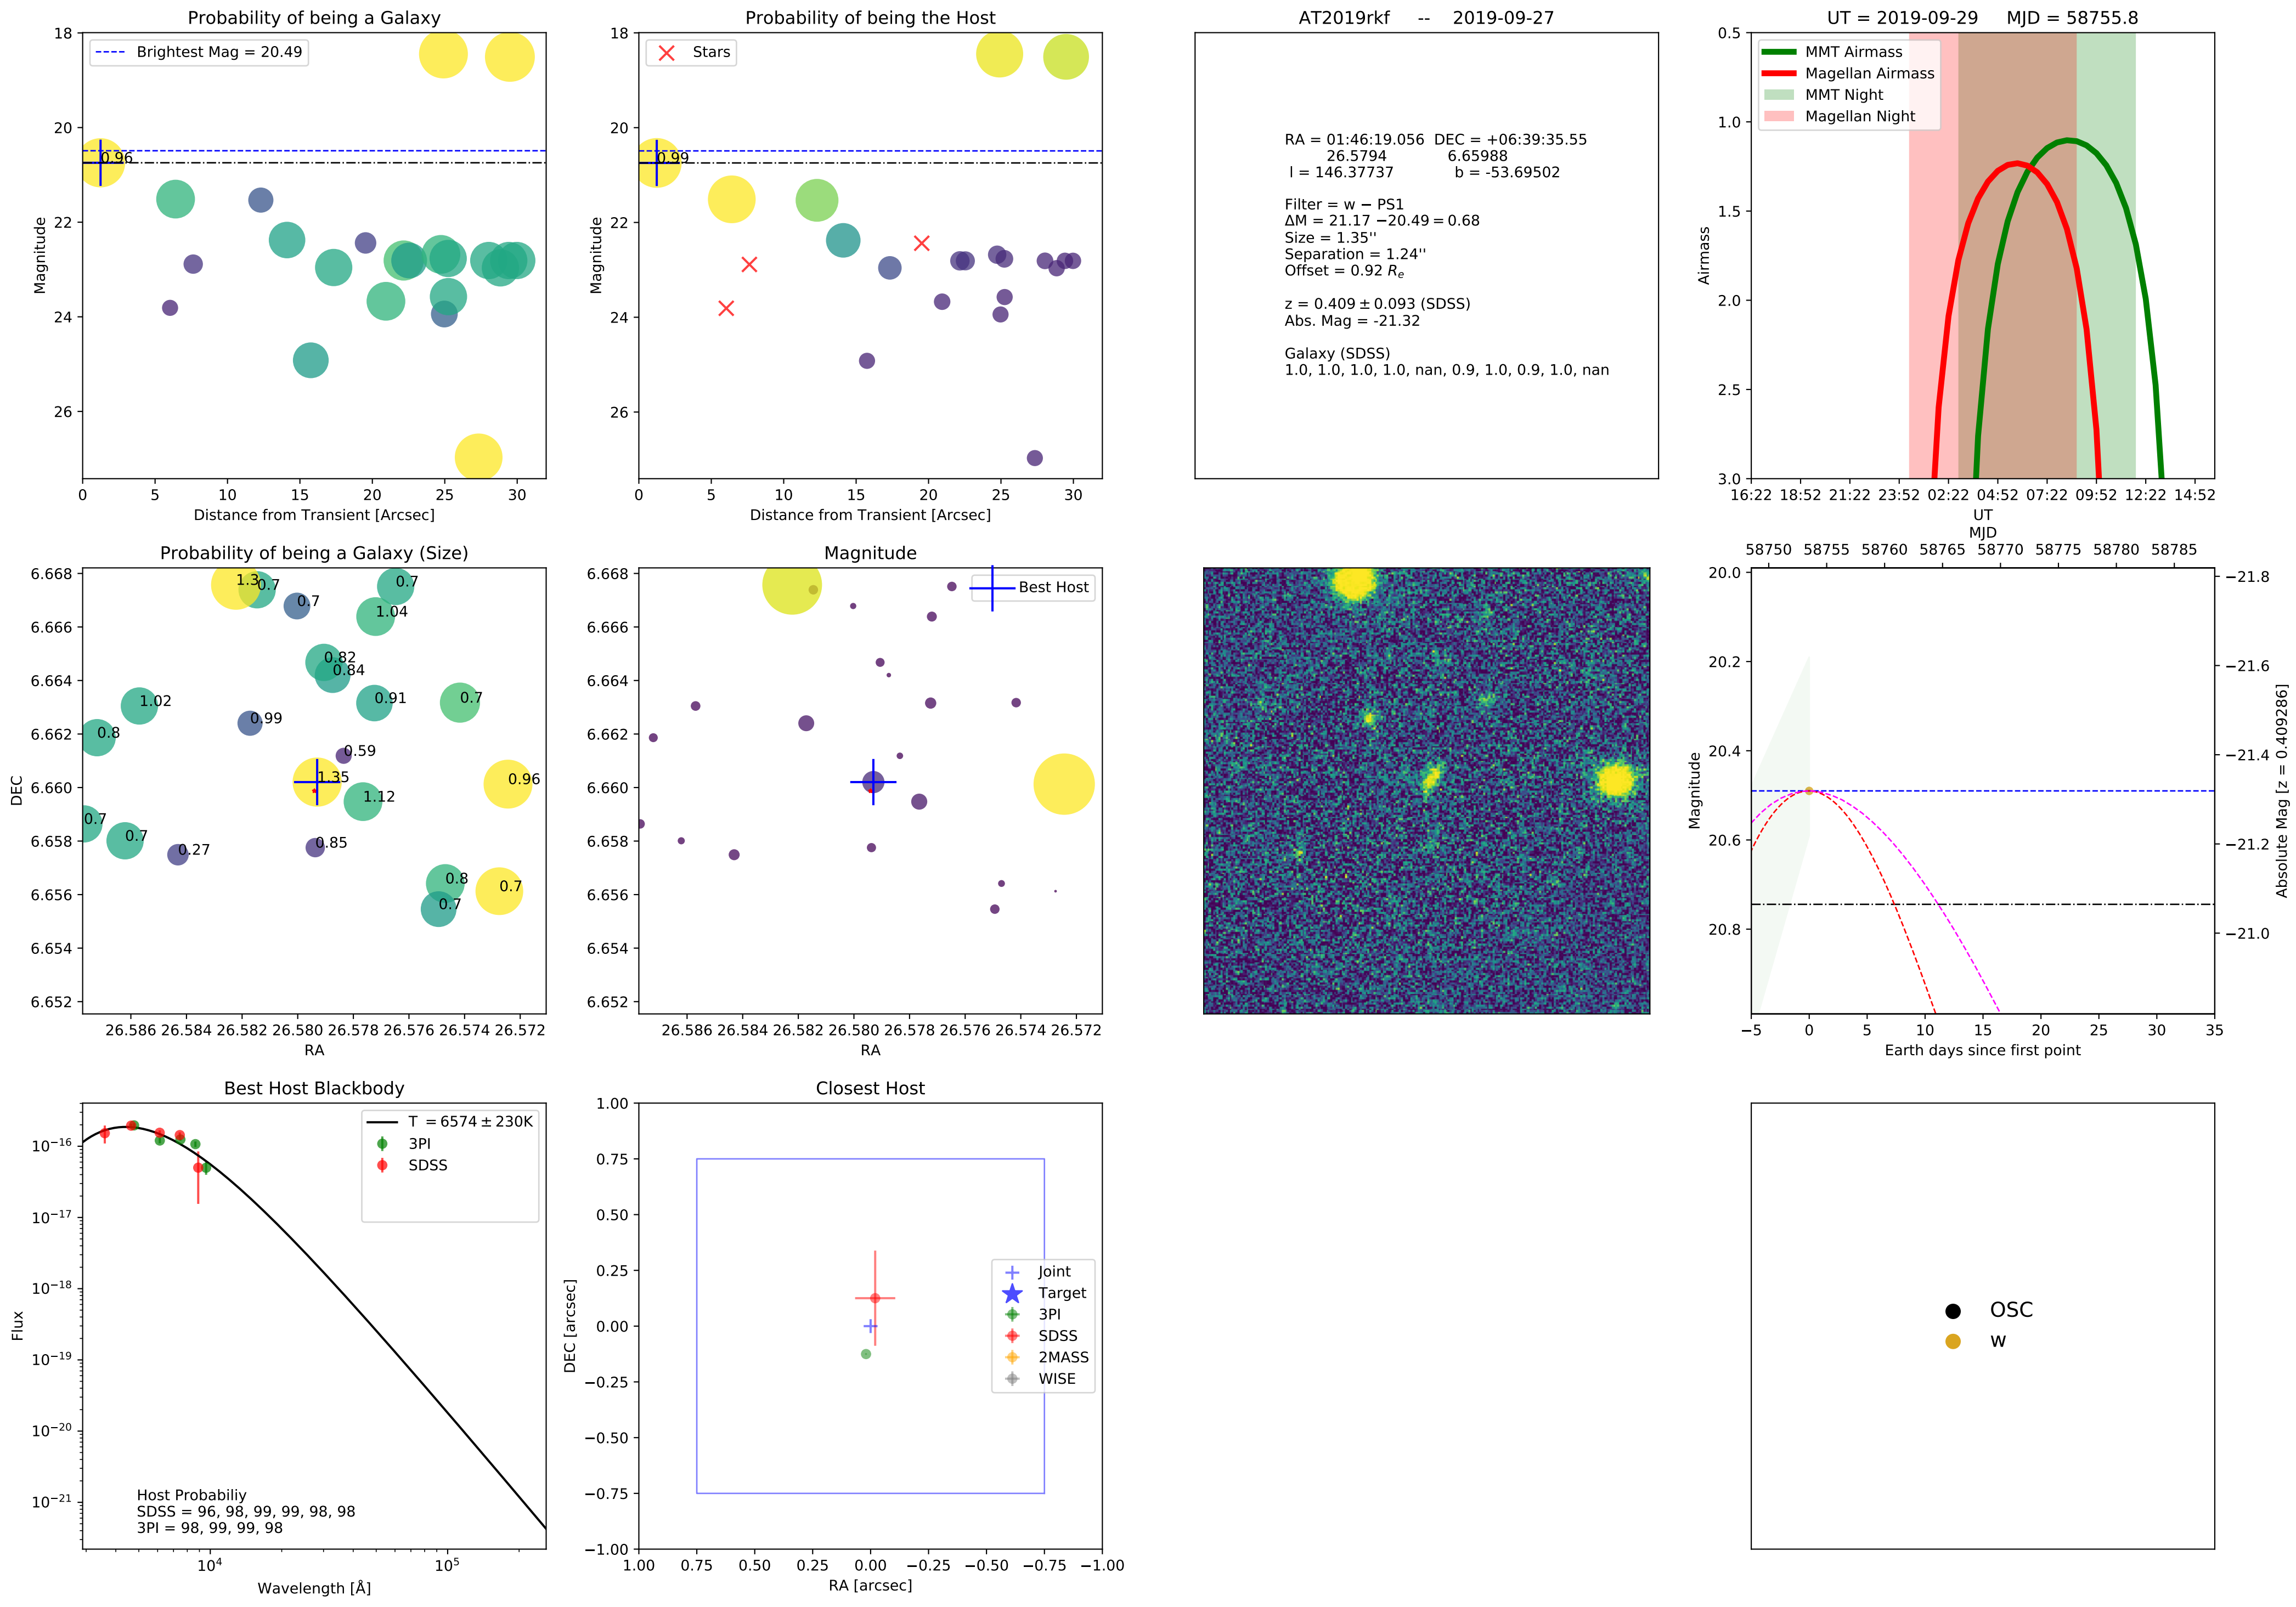 Probability of being a Galaxy
Brightest Mag = 20.49
0.96
18
20
22
24
26
Magnitude
0 5 10 15 20 25 30
Distance from Transient [Arcsec]
Probability of being the Host
Stars
0.99
18
20
22
24
26
Magnitude
0 5 10 15 20 25 30
Distance from Transient [Arcsec]
AT2019rkf -- 2019-09-27
RA = 01:46:19.056 DEC = +06:39:35.55
26.5794 6.65988
l = 146.37737 b = -53.69502
Filter = w − PS1
ΔM = 21.17 −20.49 = 0.68
Size = 1.35''
Separation = 1.24''
Offset = 0.92 Re
z = 0.409 ± 0.093 (SDSS)
Abs. Mag = -21.32
Galaxy (SDSS)
1.0, 1.0, 1.0, 1.0, nan, 0.9, 1.0, 0.9, 1.0, nan
UT = 2019-09-29 MJD = 58755.8
MMT Airmass
Magellan Airmass
MMT Night
Magellan Night
0.5
1.0
1.5
2.0
2.5
3.0
Airmass
16:22 18:52 21:22 23:52 02:22 04:52 07:22 09:52 12:22 14:52
UT
Probability of being a Galaxy (Size)
1.3
0.7
0.7
0.7
1.04
0.82
0.84
1.02
0.91
0.7
0.99
0.8
0.59
1.35
0.96
1.12
0.7
0.7
0.85
0.27
0.8
0.7
0.7
6.668
6.666
6.664
6.662
6.660
6.658
6.656
6.654
6.652
DEC
26.586 26.584 26.582 26.580 26.578 26.576 26.574 26.572
RA
Magnitude
Best Host
6.668
6.666
6.664
6.662
6.660
6.658
6.656
6.654
6.652
26.586 26.584 26.582 26.580 26.578 26.576 26.574 26.572
RA
MJD
58750 58755 58760 58765 58770 58775 58780 58785
20.0
20.2
20.4
20.6
20.8
Magnitude
−21.8
−21.6
−21.4
−21.2
−21.0
Absolute Mag [z = 0.409286]
−5 0 5 10 15 20 25 30 35
Earth days since first point
Best Host Blackbody
T = 6574 ± 230K
3PI
SDSS
10−16
10−17
10−18
10−19
10−20
10−21
Flux
Host Probabiliy
SDSS = 96, 98, 99, 99, 98, 98
3PI = 98, 99, 99, 98
104 105
Wavelength [Å]
Closest Host
Joint
Target
3PI
SDSS
2MASS
WISE
1.00
0.75
0.50
0.25
0.00
−0.25
−0.50
−0.75
−1.00
DEC [arcsec]
1.00 0.75 0.50 0.25 0.00 −0.25 −0.50 −0.75 −1.00
RA [arcsec]
OSC
w